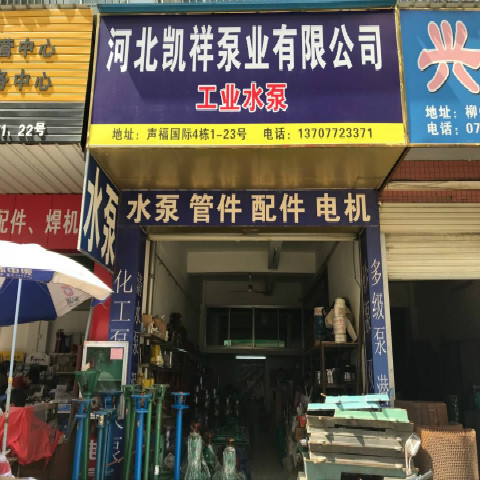 河北凯祥泵业有限公司
工业水泵
地址：声福国际4栋1-23号 电话：13707723371
水泵 管件 配件 电机
水泵
化工泵
多级泵
管中心
务中心
1，22号
配件、焊机
兴
地址：柳
电话：07